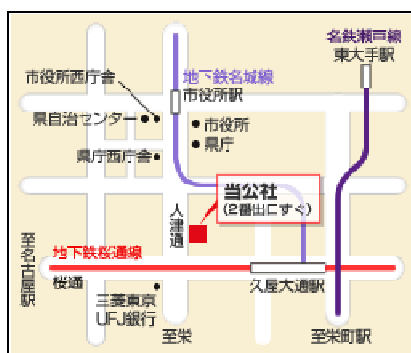 名鉄瀬戸線
東大手駅
地下鉄名城線
市役所駅
市役所西庁舎
県自治センター
市役所
県庁
県庁西庁舎
当公社
(2番出口すぐ)
大津通
地下鉄桜通線
桜通
久屋大通駅
至名古屋駅
三菱東京
UFJ銀行
至栄
至栄町駅